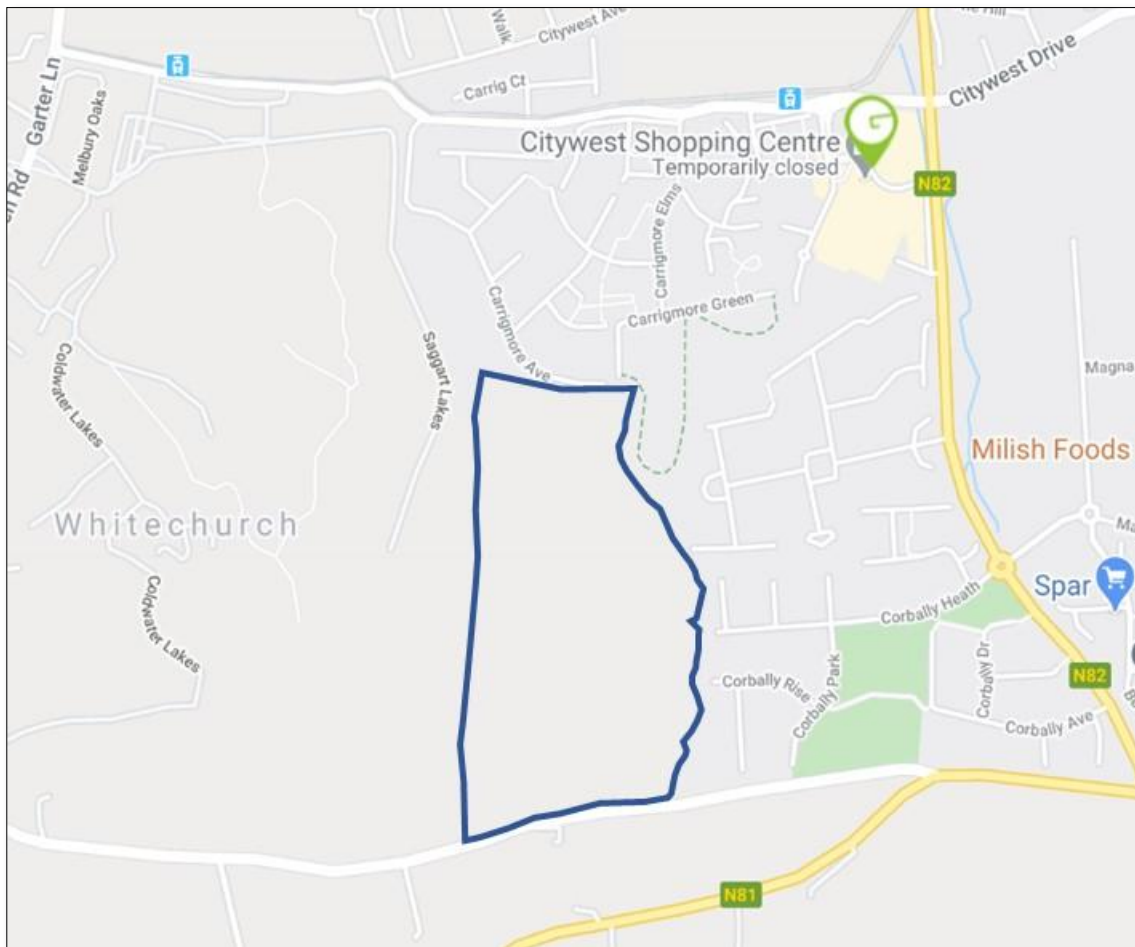 Walk
Citywest Ave
Garter Ln
Carrig Ct
Citywest Drive
Melbury Oaks
Citywest Shopping Centre
Temporarily closed
Rd
N82
Carrigmore Elms
Carrigmore Green
Carrigmore Ave
Saggart Lakes
Coldwater Lakes
Magna
Milish Foods
Whitechurch
Coldwater Lakes
Spar
Corbally Heath
Corbally Rise
Corbally Park
Corbally Dr
N82
Corbally Ave
N81